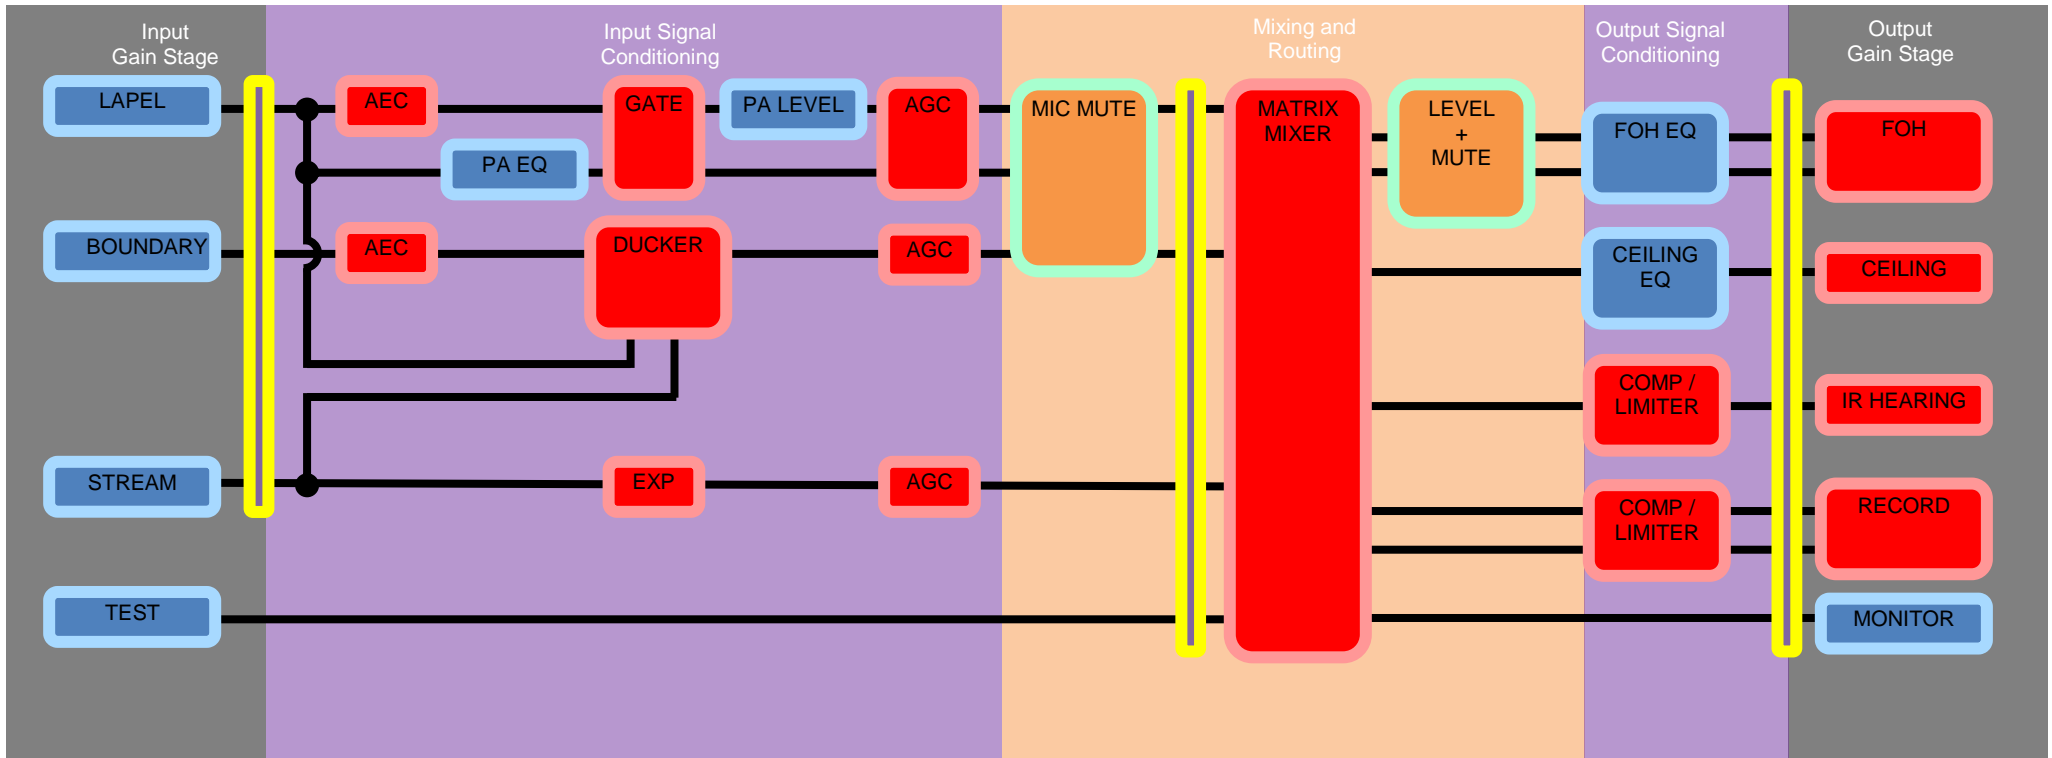 Input
Gain Stage
Input Signal
Conditioning
Mixing and
Routing
Output Signal
Conditioning
Output
Gain Stage
LAPEL
AEC
GATE
PA LEVEL
AGC
MIC MUTE
MATRIX
MIXER
LEVEL
+
MUTE
FOH EQ
FOH
PA EQ
BOUNDARY
AEC
DUCKER
AGC
CEILING
EQ
CEILING
COMP /
LIMITER
IR HEARING
STREAM
EXP
AGC
COMP /
LIMITER
RECORD
TEST
MONITOR